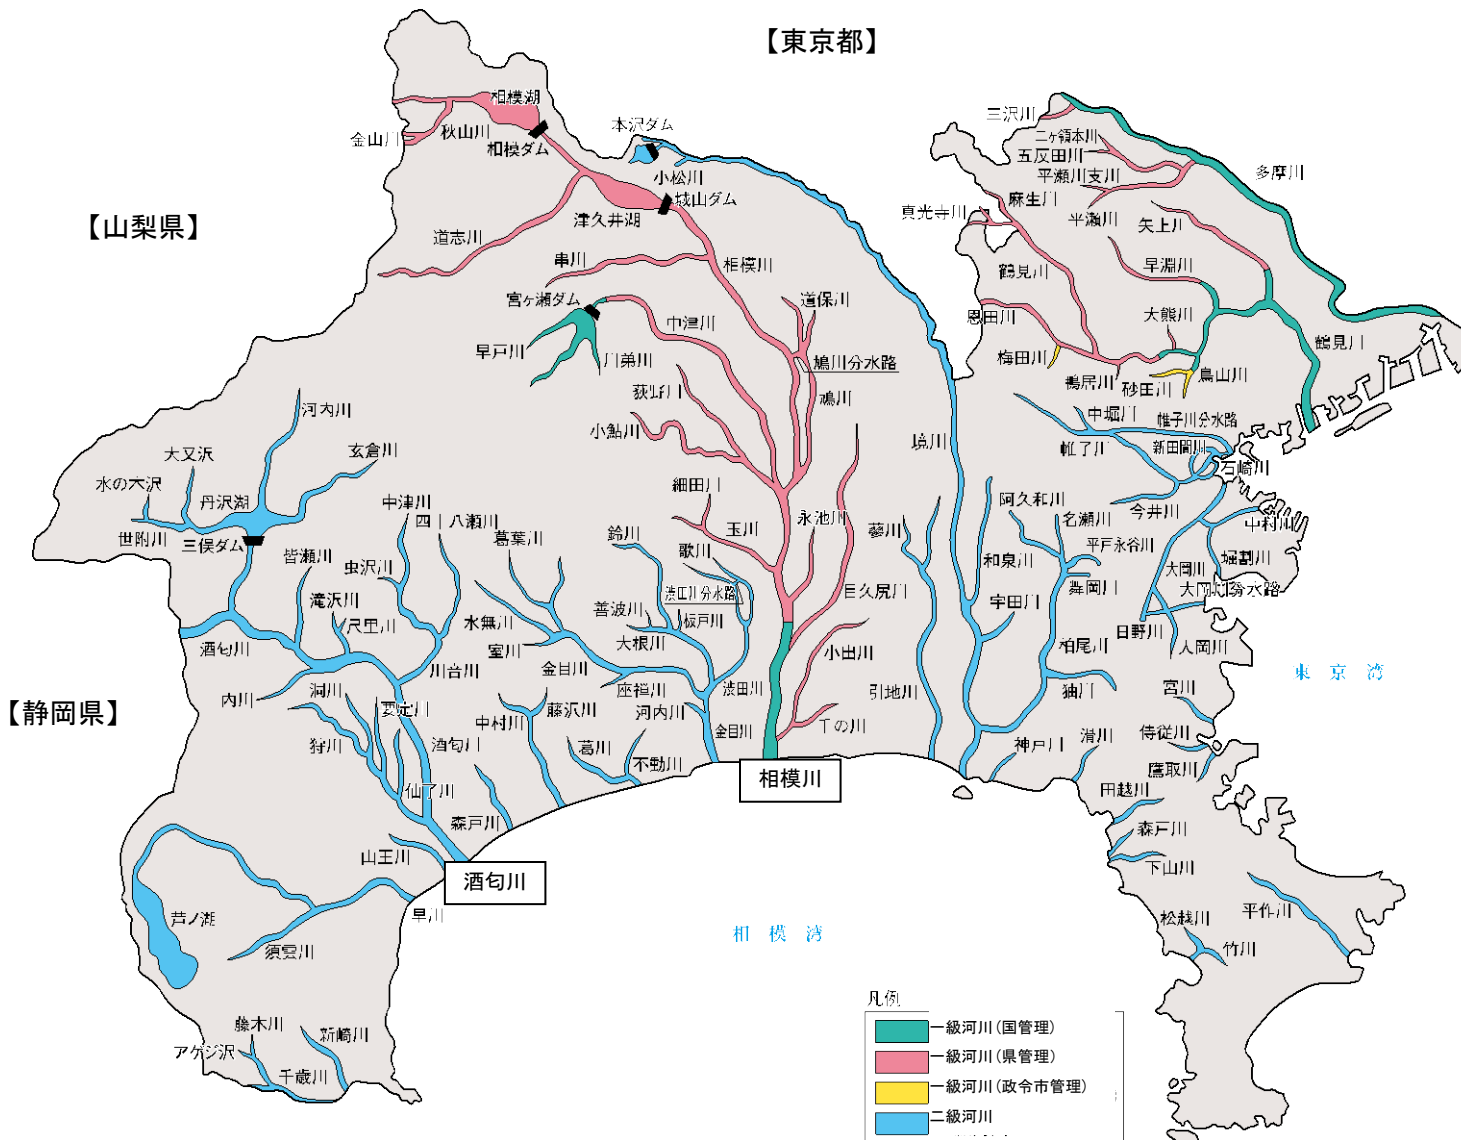 【東京都】
相模湖
三沢川
本沢ダム
秋山川
金山川
二ケ領本川
相模ダム
五反田川
多摩川
小松川
平瀬川支川
城山ダム
麻生川
真光寺川
平瀬川
矢上川
津久井湖
【山梨県】
道志川
串川
相模川
早淵川
鶴見川
宮ヶ瀬ダム
道保川
恩田川
大熊川
中津川
鶴見川
早戸川
川弟川
鳩川分水路
梅田川
鳥山川
鴨居川
砂田川
荻野川
鳩川
河内川
中堀川
帷子川分水路
小鮎川
境川
新田間川
玄倉川
大又沢
石崎川
水の木沢
細田川
丹沢湖
中津川
阿久和川
今井川
永池川
四十八瀬川
名瀬川
中村川
世附川
玉川
葛葉川
鈴川
蓼川
三保ダム
歌川
平戸永谷川
皆瀬川
和泉川
堀割川
虫沢川
大岡川
目久尻川
舞岡川
渋田川分水路
大岡川分水路
滝沢川
宇田川
善波川
水無川
尺里川
板戸川
日野川
大根川
柏尾川
酒匂川
室川
大岡川
小出川
川音川
金目川
内川
洞川
座禅川
渋田川
引地川
狢川
宮川
要定川
藤沢川
河内川
【静岡県】
中村川
金目川
千の川
狩川
酒匂川
葛川
神戸川
滑川
侍従川
不動川
鷹取川
相模川
仙了川
田越川
森戸川
森戸川
山王川
下山川
酒匂川
芦ノ湖
早川
平作川
松越川
須雲川
竹川
東京湾
相模湾
藤木川
新崎川
アゲジ沢
千歳川
凡例
一級河川(国管理)
一級河川(県管理)
一級河川(政令市管理)
二級河川